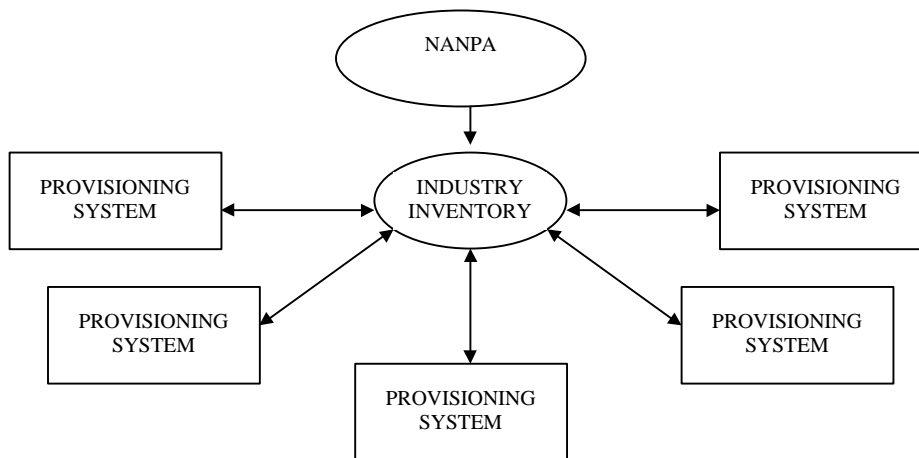 NANPA
INDUSTRY
INVENTORY
PROVISIONING
SYSTEM
PROVISIONING
SYSTEM
PROVISIONING
SYSTEM
PROVISIONING
SYSTEM
PROVISIONING
SYSTEM